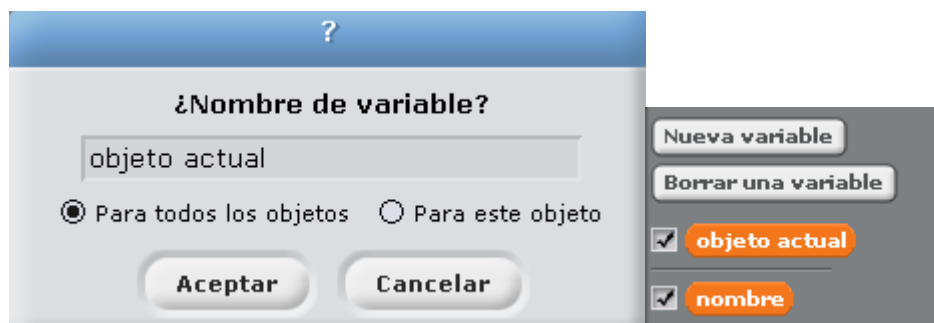 ?
¿Nombre de variable?
objeto actual
Para todos los objetos
Para este objeto
Aceptar
Cancelar
Nueva variable
Borrar una variable
objeto actual
nombre